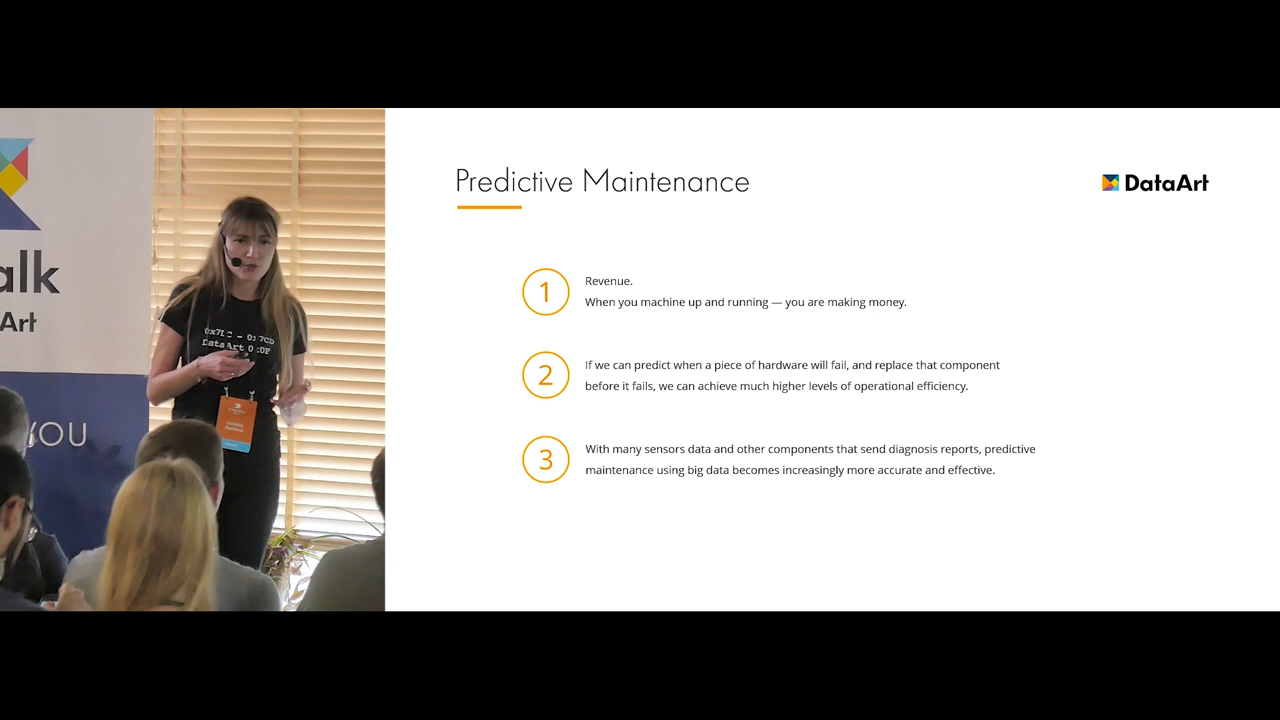 alk
Art
YOU
DataArt
Predictive Maintenance
DataArt
1
Revenue.
When you machine up and running — you are making money.
2
If we can predict when a piece of hardware will fail, and replace that component
before it fails, we can achieve much higher levels of operational efficiency.
3
With many sensors data and other components that send diagnosis reports, predictive
maintenance using big data becomes increasingly more accurate and effective.